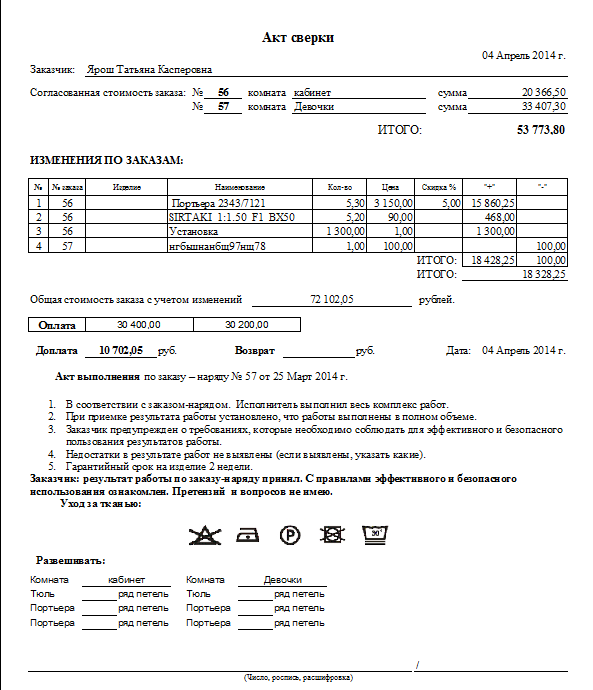 Акт сверки
04 Апрель 2014 г.
Заказчик: Ярош Татьяна Касперовна
Согласованная стоимость заказа: № 56 комната кабинет сумма 20 366,50
№ 57 комната Девочки сумма 33 407,30
ИТОГО: 53 773,80
ИЗМЕНЕНИЯ ПО ЗАКАЗАМ:
№ № заказа Изделие Наименование Кол-во Цена Скидка % "+" "-"
1 56 Портьера 2343/7121 5,30 3 150,00 5,00 15 860,25
2 56 SIRTAKI 1:1.50 F1 BX50 5,20 90,00 468,00
3 56 Установка 1 300,00 1,00 1 300,00
4 57 нгбшнанбщ97нщ78 1,00 100,00 100,00
ИТОГО: 18 428,25 100,00
ИТОГО: 18 328,25
Общая стоимость заказа с учетом изменений 72 102,05 рублей.
Оплата 30 400,00 30 200,00
Доплата 10 702,05 руб. Возврат руб. Дата: 04 Апрель 2014 г.
Акт выполнения по заказу – наряду № 57 от 25 Март 2014 г.
1. В соответствии с заказом-нарядом. Исполнитель выполнил весь комплекс работ.
2. При приемке результата работы установлено, что работы выполнены в полном объеме.
3. Заказчик предупрежден о требованиях, которые необходимо соблюдать для эффективного и безопасного
пользования результатов работы.
4. Недостатки в результате работ не выявлены (если выявлены, указать какие).
5. Гарантийный срок на изделие 2 недели.
Заказчик: результат работы по заказу-наряду принял. С правилами эффективного и безопасного
использования ознакомлен. Претензий и вопросов не имею.
Уход за тканью:
P 30°
Развешивать:
Комната кабинет Комната Девочки
Тюль ряд петель Тюль ряд петель
Портьера ряд петель Портьера ряд петель
Портьера ряд петель Портьера ряд петель
/
(Число, роспись, расшифровка)